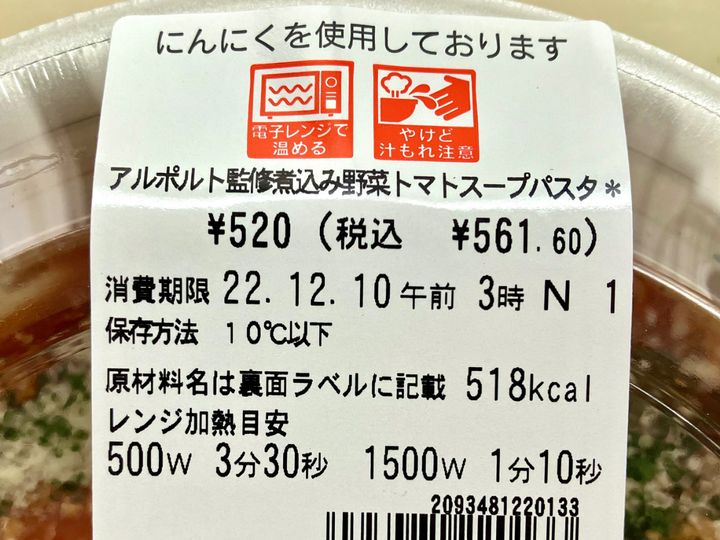 にんにくを使用しております
電子レンジで
温める
やけど
汁もれ注意
アルポルト監修煮込み野菜トマトスープパスタ*
¥520 (税込 ¥561.60)
消費期限 22.12.10午前 3時 N 1
保存方法 10℃以下
原材料名は裏面ラベルに記載 518kcal
レンジ加熱目安
500W 3分30秒 1500W 1分10秒
2093481220133